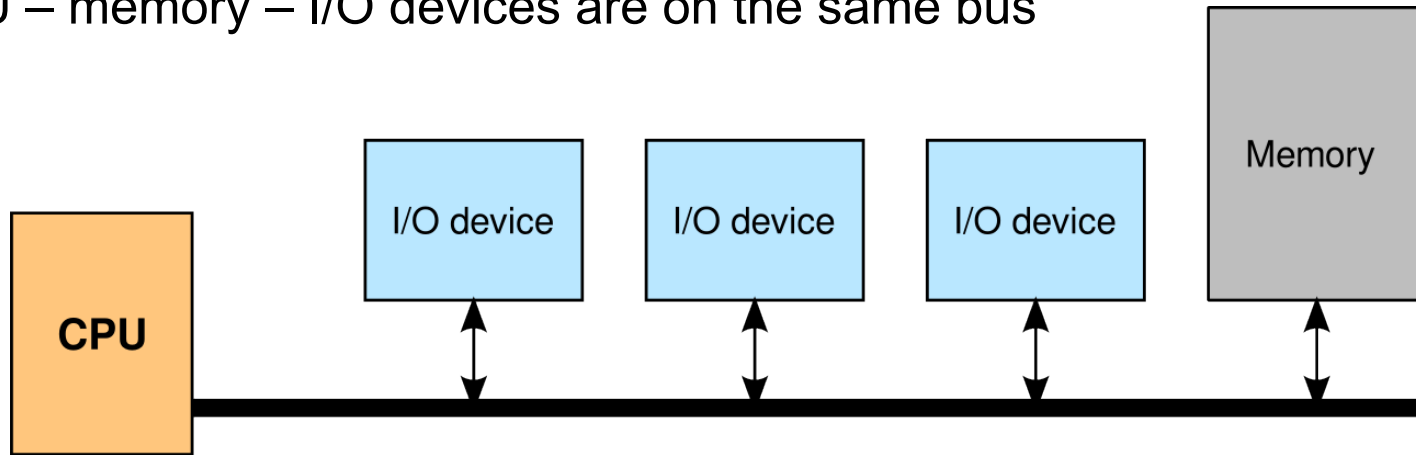 – memory – I/O devices are on the same bus
Memory
I/O device
I/O device
I/O device
CPU